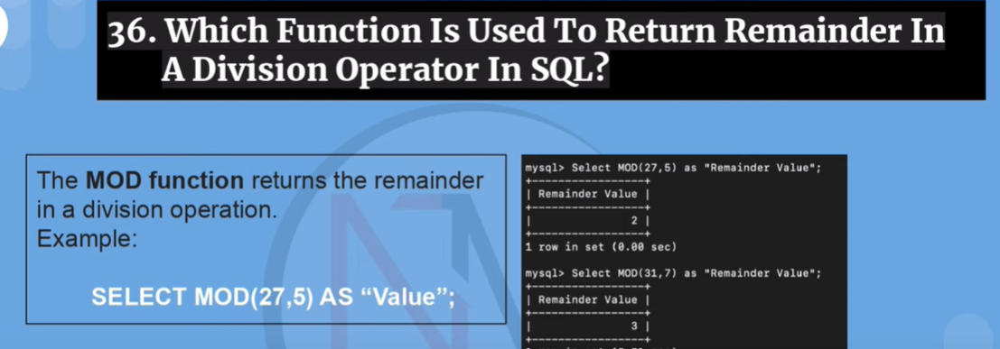 36. Which Function Is Used To Return Remainder In
A Division Operator In SQL?
The MOD function returns the remainder
in a division operation.
Example:
SELECT MOD(27,5) AS “Value”;
mysql> Select MOD(27,5) as "Remainder Value";
+-----------------+
| Remainder Value |
+-----------------+
|               2 |
+-----------------+
1 row in set (0.00 sec)
mysql> Select MOD(31,7) as "Remainder Value";
+-----------------+
| Remainder Value |
+-----------------+
|               3 |
+-----------------+